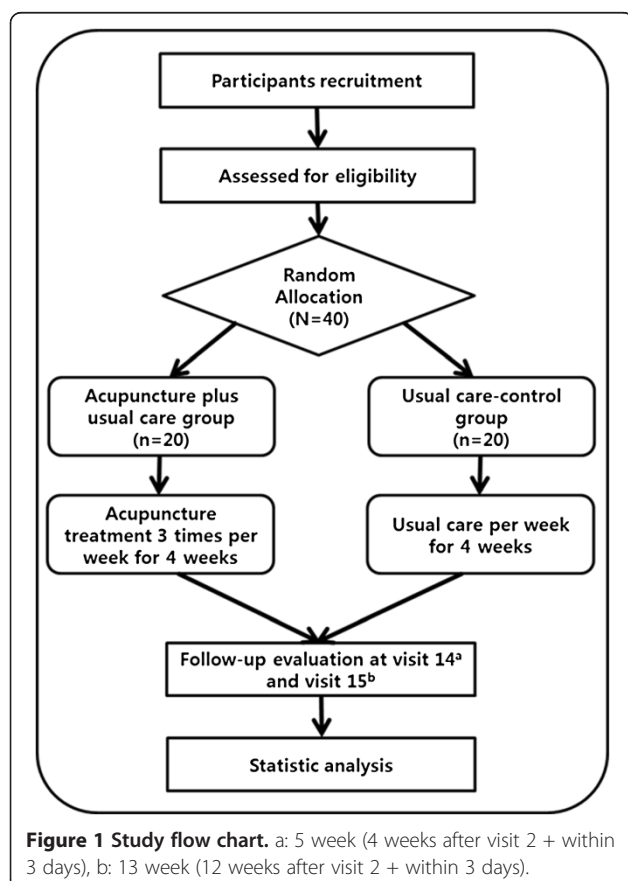 Participants recruitment
Assessed for eligibility
Random
Allocation
(N=40)
Acupuncture plus
usual care group
(n=20)
Usual care-control
group
(n=20)
Acupuncture
treatment 3 times per
week for 4 weeks
Usual care per week
for 4 weeks
Follow-up evaluation at visit 14ᵃ
and visit 15ᵇ
Statistic analysis
Figure 1 Study flow chart. a: 5 week (4 weeks after visit 2 + within
3 days), b: 13 week (12 weeks after visit 2 + within 3 days).